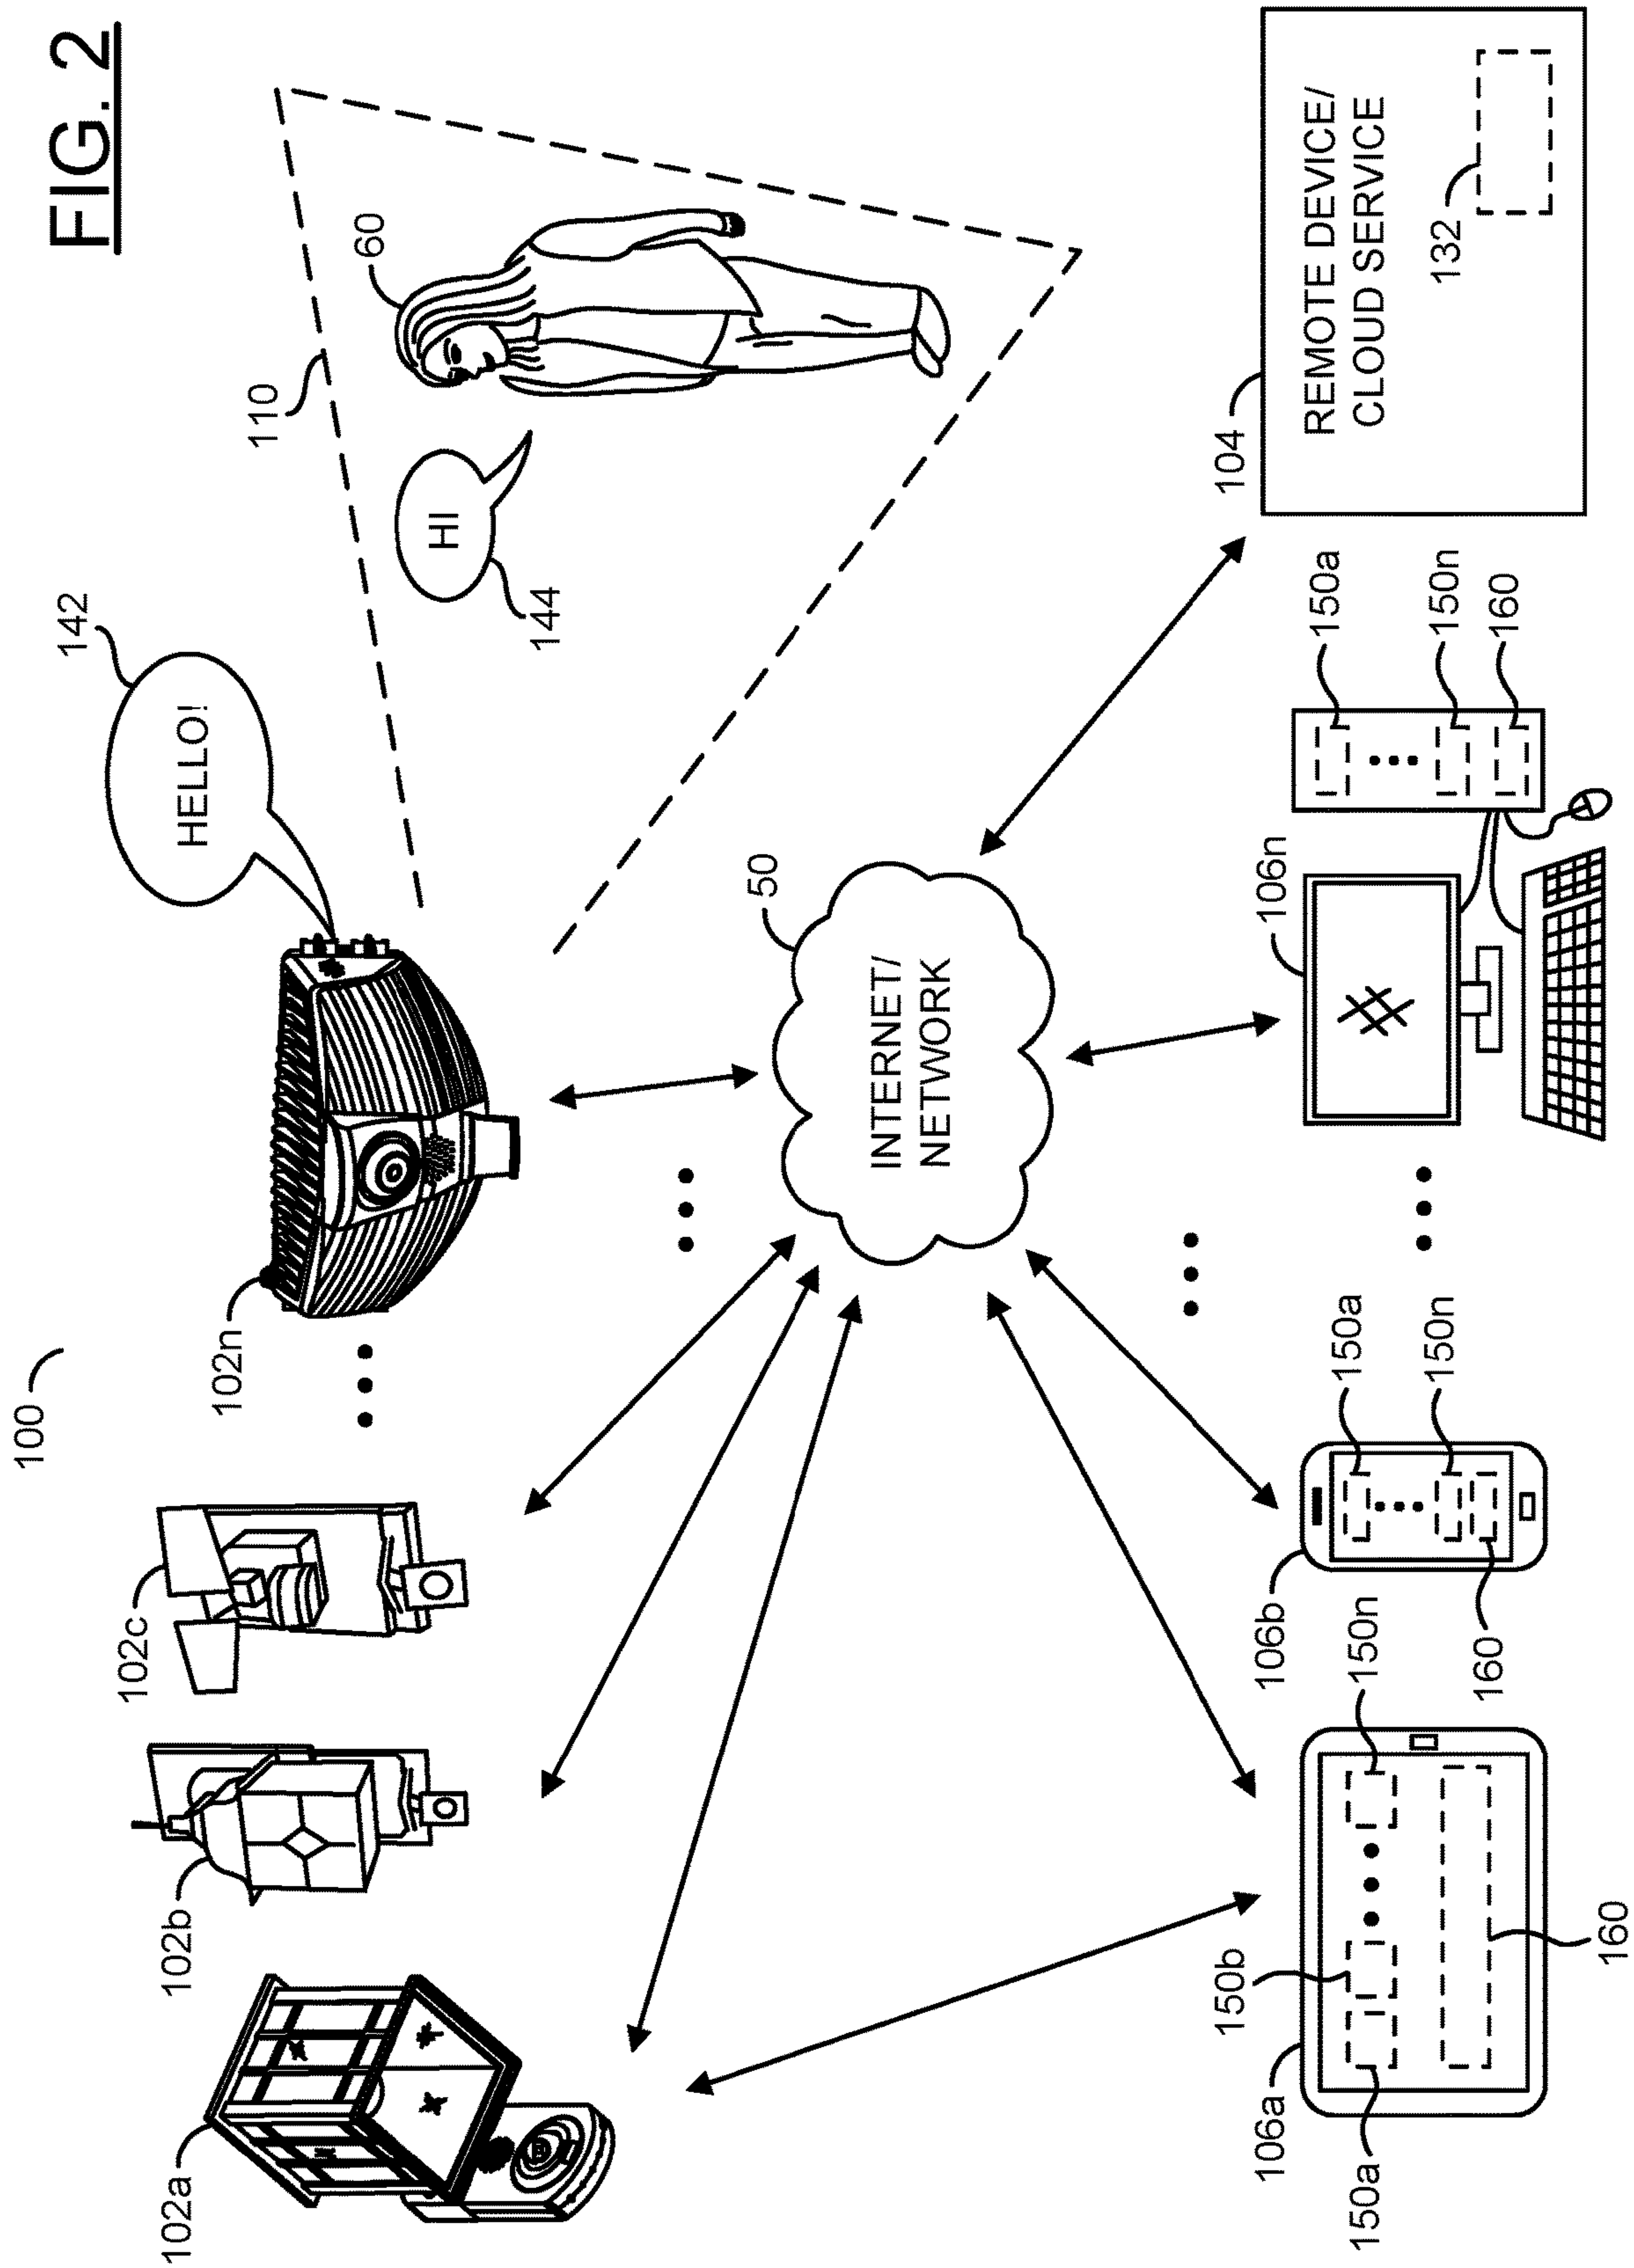 FIG. 2
100
142
HELLO!
110
60
HI
144
102a
102b
102c
102n
50
INTERNET/
NETWORK
104
REMOTE DEVICE/
CLOUD SERVICE
132
106a
150a
150b
150n
160
106b
150a
150n
160
106n
150a
150n
160